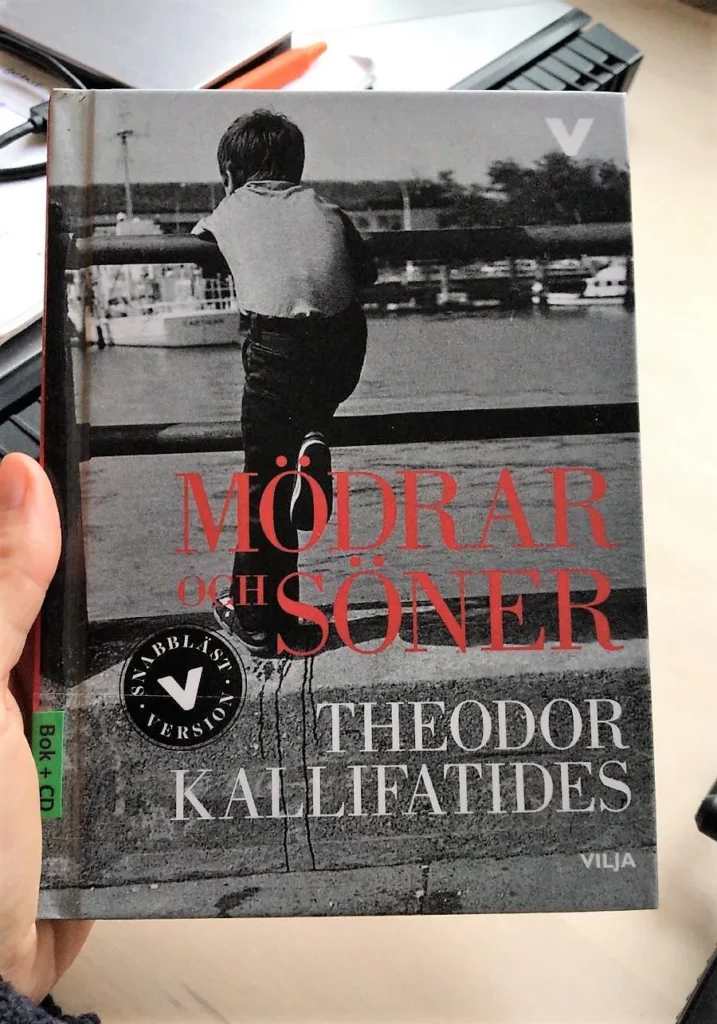 V
MÖDRAR
OCH SÖNER
· SNABBLÄST ·
V
VERSION
THEODOR
KALLIFATIDES
Bok + CD
VILJA